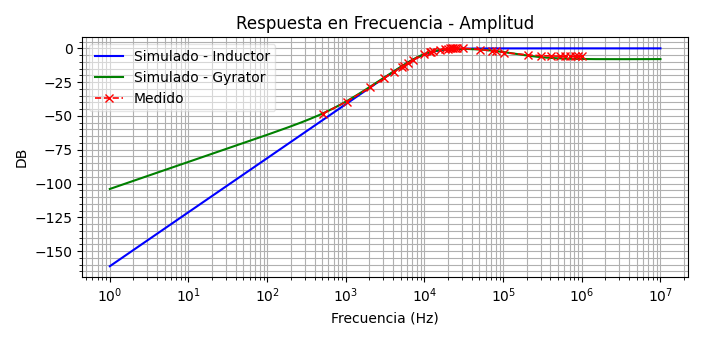 Respuesta en Frecuencia - Amplitud
Simulado - Inductor
Simulado - Gyrator
Medido
DB
0
−25
−50
−75
−100
−125
−150
10⁰ 10¹ 10² 10³ 10⁴ 10⁵ 10⁶ 10⁷
Frecuencia (Hz)